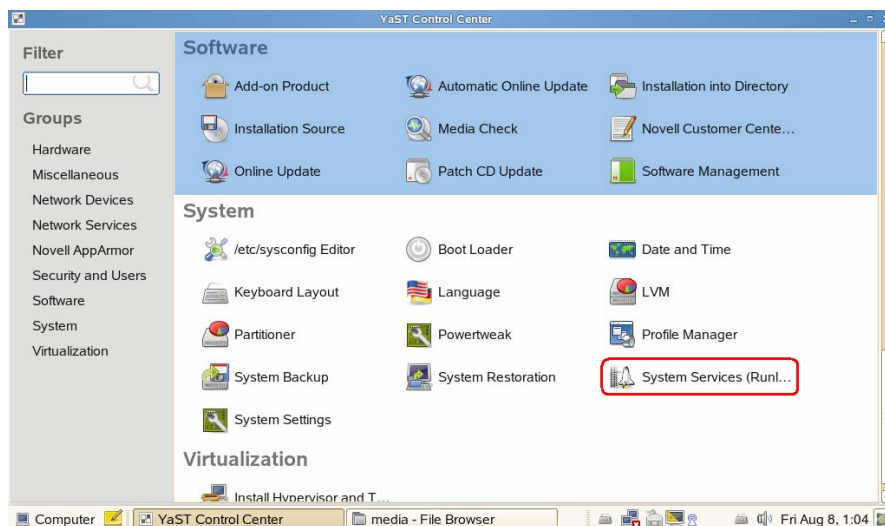 YaST Control Center
Filter
Groups
Hardware
Miscellaneous
Network Devices
Network Services
Novell AppArmor
Security and Users
Software
System
Virtualization
Software
Add-on Product
Automatic Online Update
Installation into Directory
Installation Source
Media Check
Novell Customer Cente...
Online Update
Patch CD Update
Software Management
System
/etc/sysconfig Editor
Boot Loader
Date and Time
Keyboard Layout
Language
LVM
Partitioner
Powertweak
Profile Manager
System Backup
System Restoration
System Services (Runl...
System Settings
Virtualization
Install Hypervisor and T...
Computer
YaST Control Center
media - File Browser
Fri Aug 8, 1:04